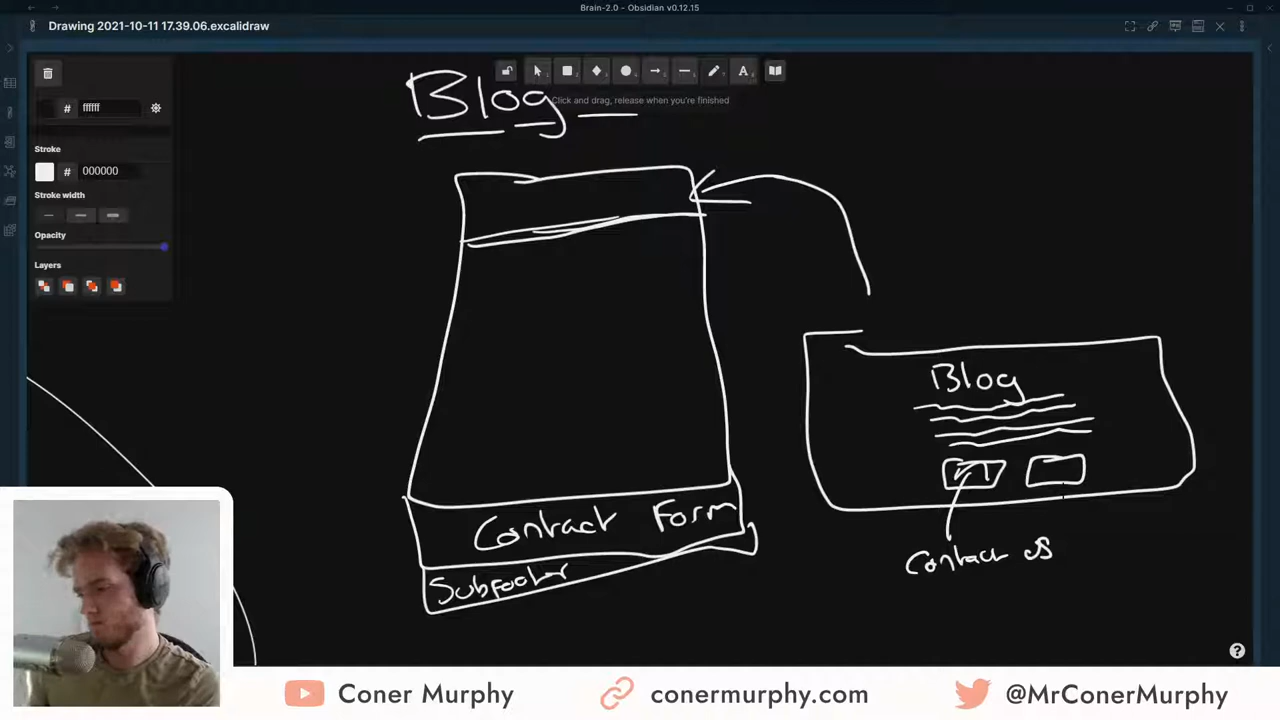 Brain-2.0 - Obsidian v0.12.15
Drawing 2021-10-11 17.39.06.excalidraw
Click and drag, release when you're finished
# ffffff
Stroke
# 000000
Stroke width
Opacity
Layers
Blog
Blog
Contact Form
Subfooter
Contact us
Coner Murphy
conermurphy.com
@MrConerMurphy